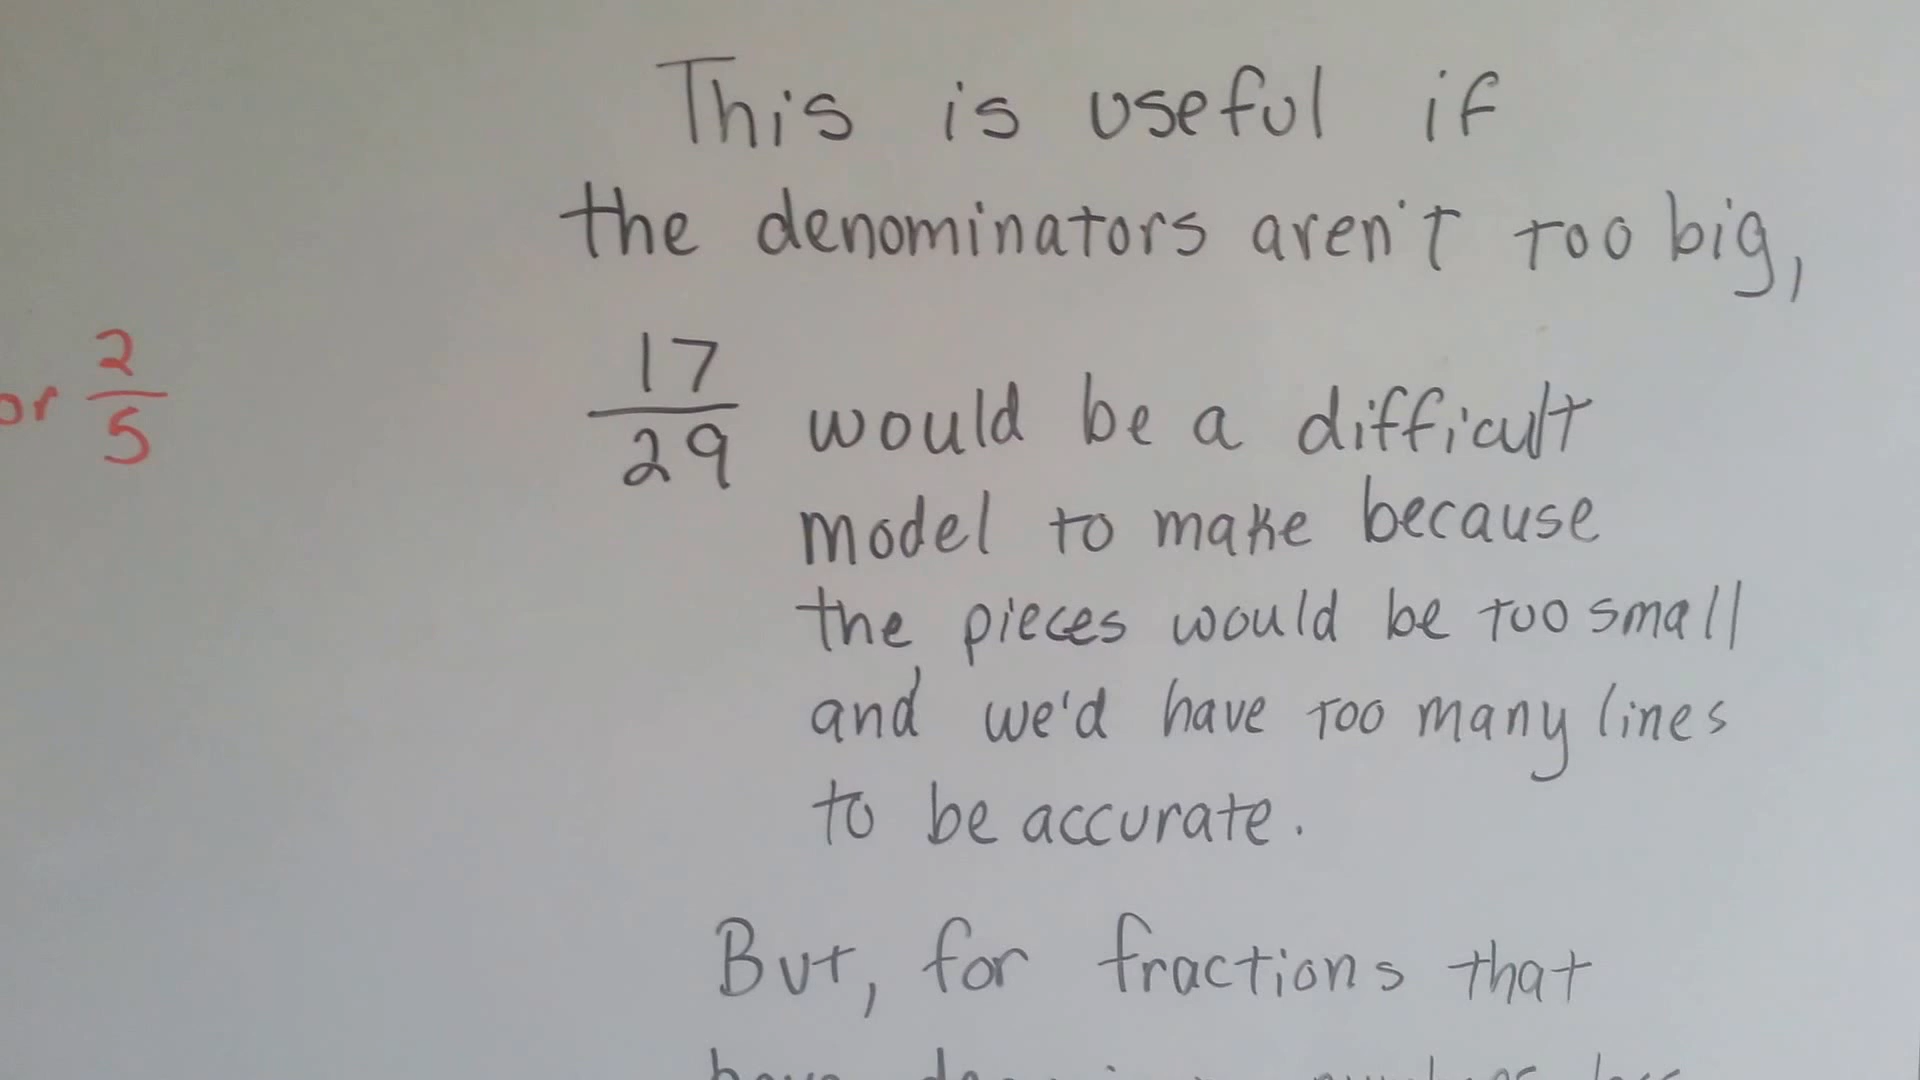 This is useful if
the denominators aren't too big,
or 2/5
17/29 would be a difficult
model to make because
the pieces would be too small
and we'd have too many lines
to be accurate.
But, for fractions that
have